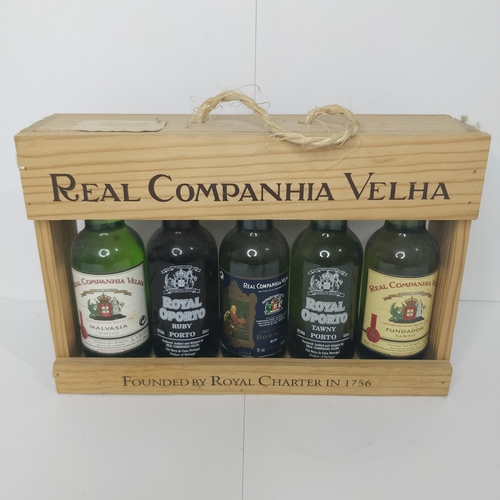 REAL COMPANHIA VELHA
REAL COMPANHIA VELHA
MALVASIA
ROYAL
OPORTO
RUBY
PORTO
REAL COMPANHIA VELHA
ROYAL
OPORTO
TAWNY
PORTO
REAL COMPANHIA
FUNDADOR
TAWNY
FOUNDED BY ROYAL CHARTER IN 1756